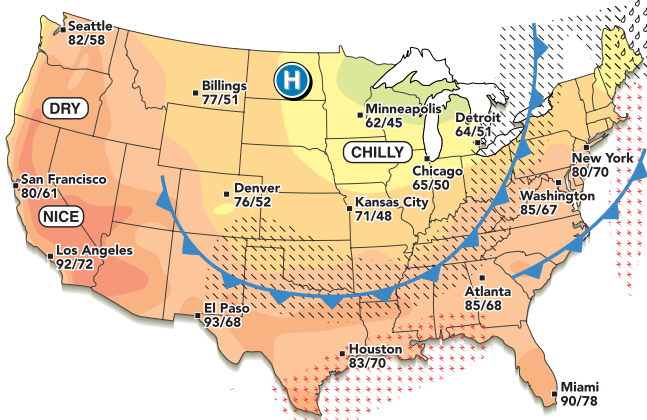 Seattle
82/58
Billings
77/51
H
DRY
Minneapolis
62/45
Detroit
64/51
CHILLY
New York
80/70
Chicago
65/50
San Francisco
80/61
Denver
76/52
Washington
85/67
Kansas City
71/48
NICE
Los Angeles
92/72
Atlanta
85/68
El Paso
93/68
Houston
83/70
Miami
90/78